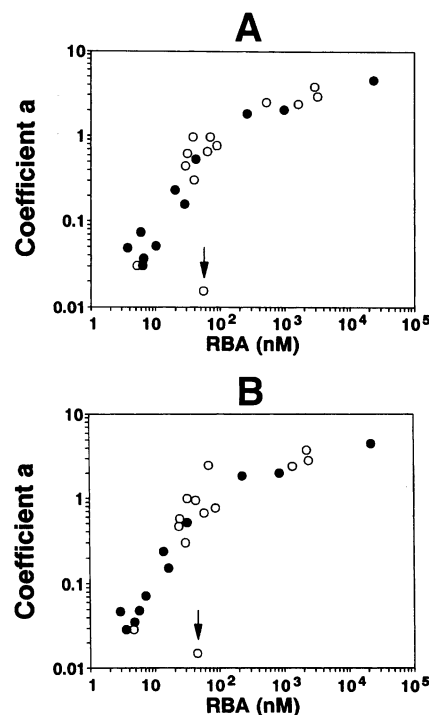 A
Coefficient a
10
1
0.1
0.01
1 10 10² 10³ 10⁴ 10⁵
RBA (nM)
B
Coefficient a
10
1
0.1
0.01
1 10 10² 10³ 10⁴ 10⁵
RBA (nM)